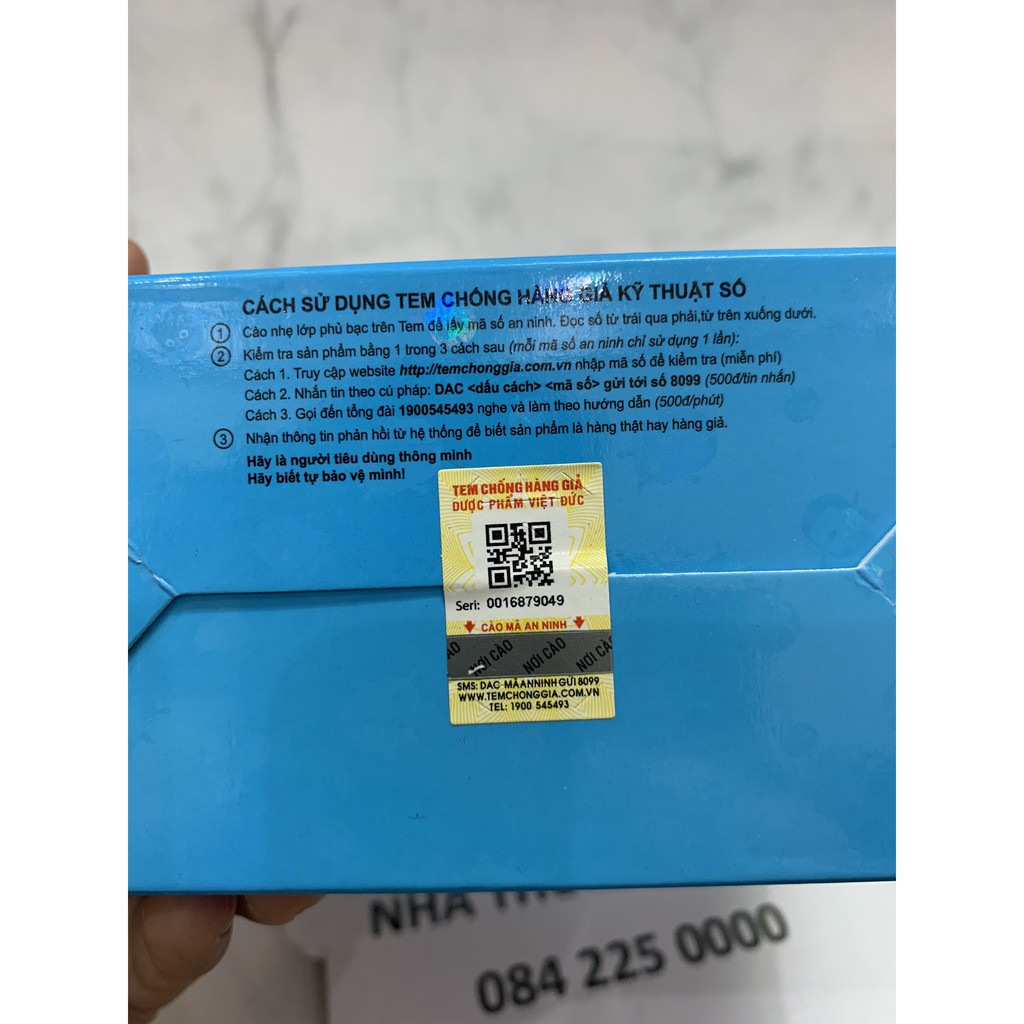 CÁCH SỬ DỤNG TEM CHỐNG HÀNG GIẢ KỸ THUẬT SỐ
1 Cào nhẹ lớp phủ bạc trên Tem để lấy mã số an ninh. Đọc số từ trái qua phải,từ trên xuống dưới.
2 Kiểm tra sản phẩm bằng 1 trong 3 cách sau (mỗi mã số an ninh chỉ sử dụng 1 lần):
Cách 1. Truy cập website http://temchonggia.com.vn nhập mã số để kiểm tra (miễn phí)
Cách 2. Nhắn tin theo cú pháp: DAC <dấu cách> <mã số> gửi tới số 8099 (500đ/tin nhắn)
Cách 3. Gọi đến tổng đài 1900545493 nghe và làm theo hướng dẫn (500đ/phút)
3 Nhận thông tin phản hồi từ hệ thống để biết sản phẩm là hàng thật hay hàng giả.
Hãy là người tiêu dùng thông minh
Hãy biết tự bảo vệ mình!
TEM CHỐNG HÀNG GIẢ
DƯỢC PHẨM VIỆT ĐỨC
Seri: 0016879049
CÀO MÃ AN NINH
NƠI CÀO NƠI CÀO
SMS: DAC MÃANNINH GỬI 8099
WWW.TEMCHONGGIA.COM.VN
TEL: 1900 545493
NHÀ
084 225 0000